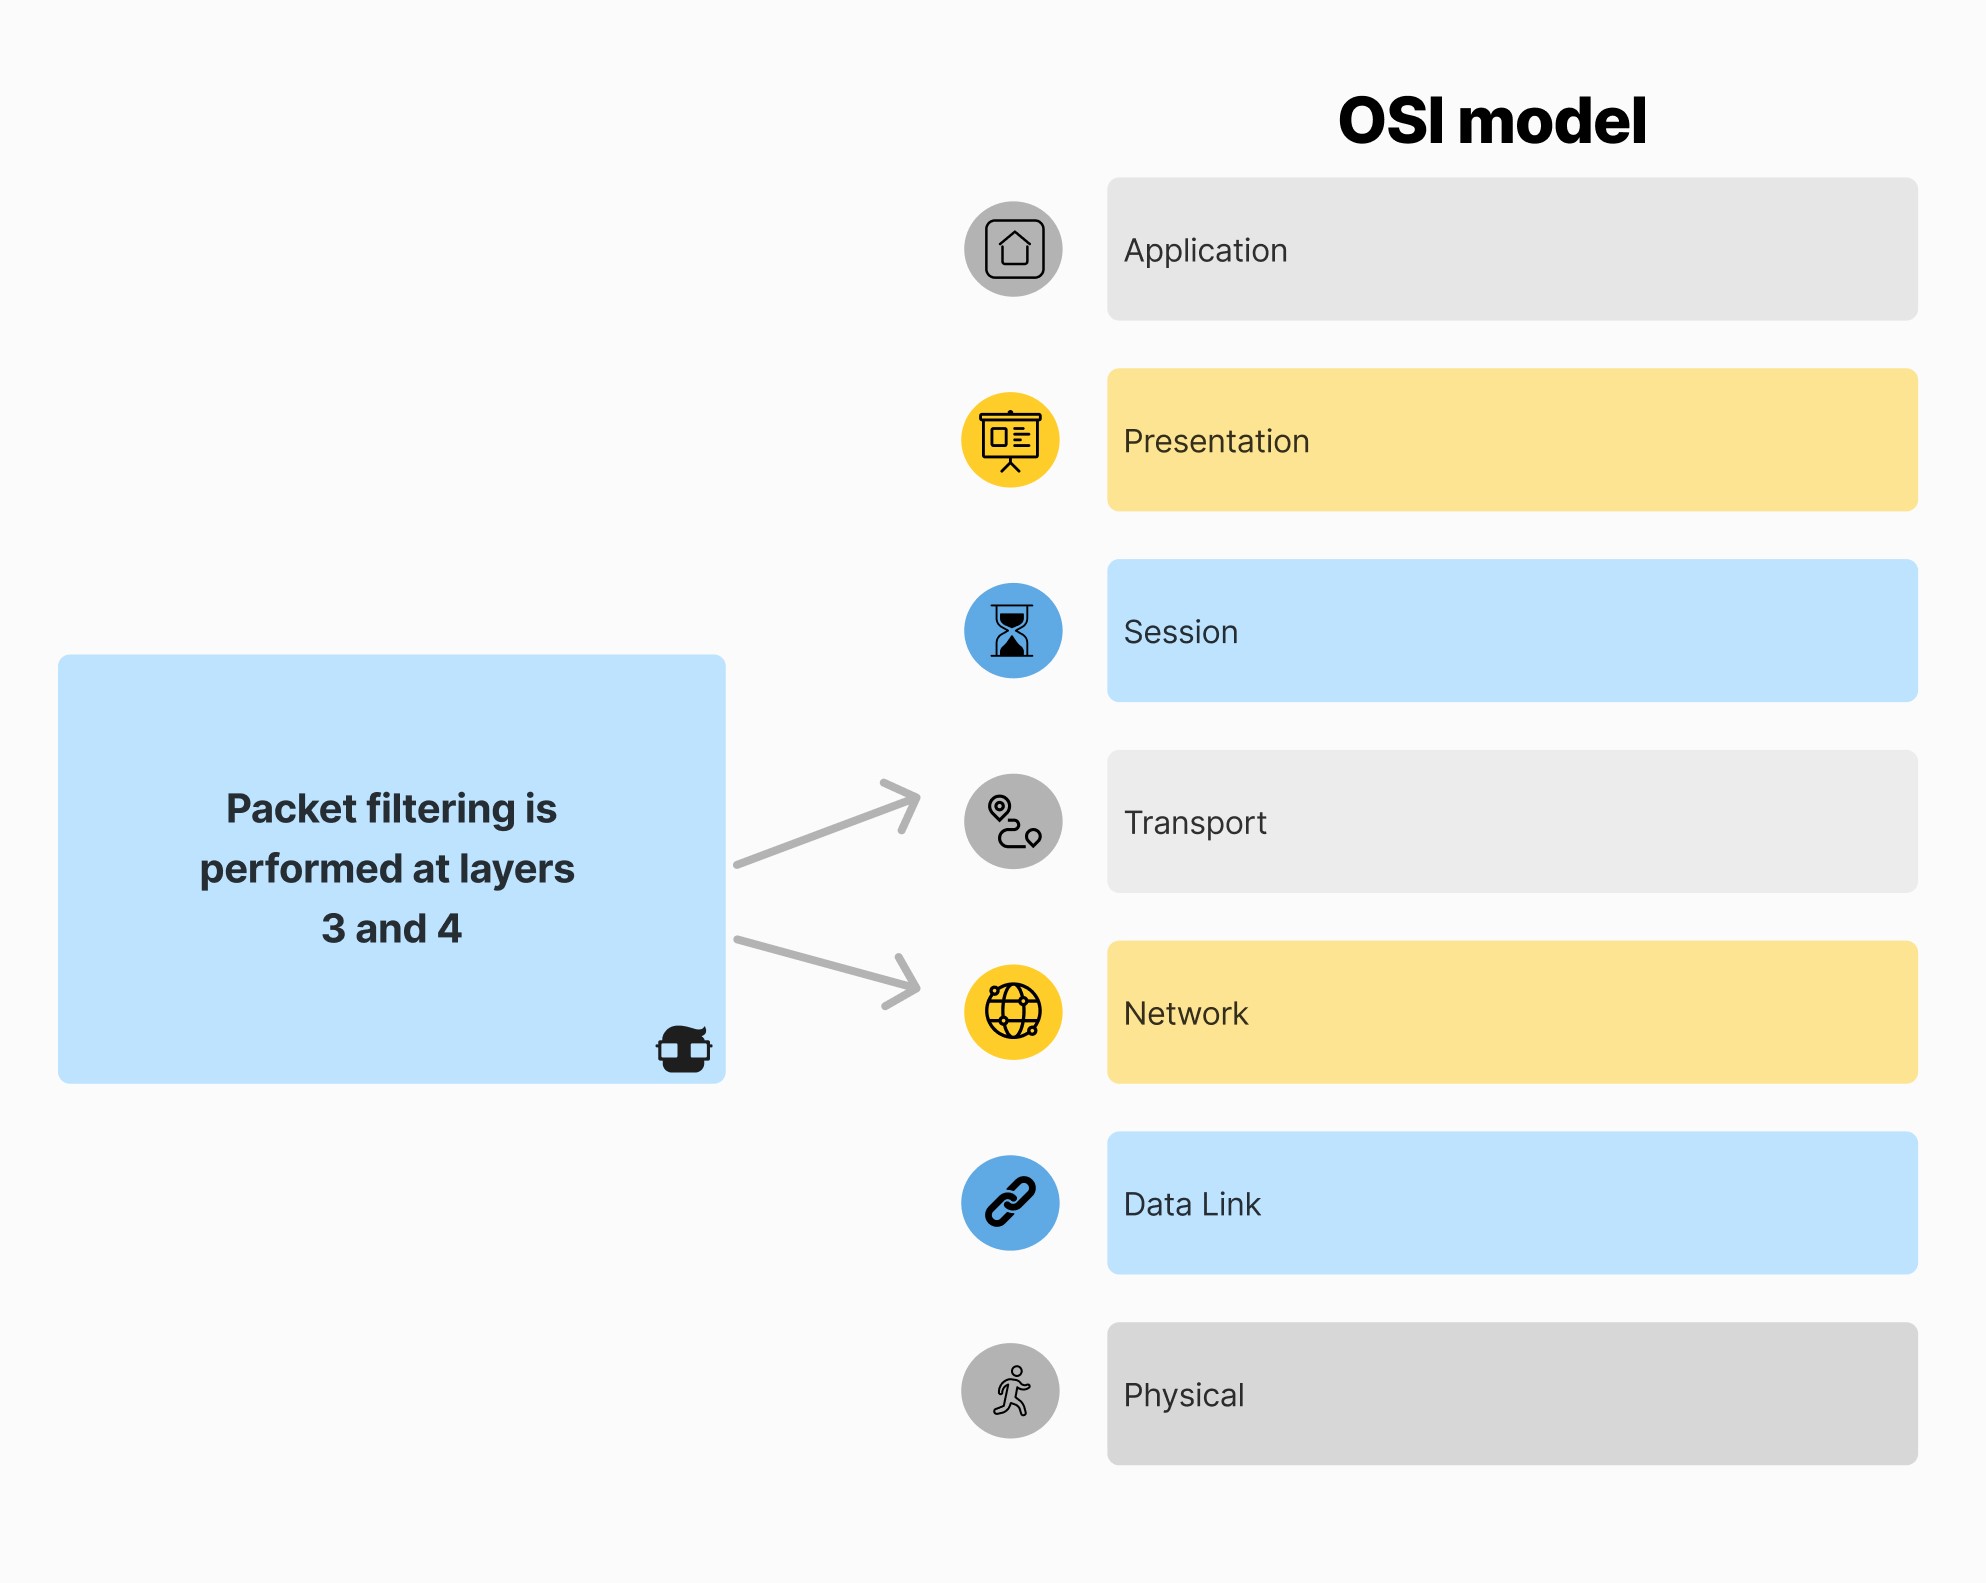 OSI model
Application
Presentation
Session
Packet filtering is
performed at layers
3 and 4
Transport
Network
Data Link
Physical